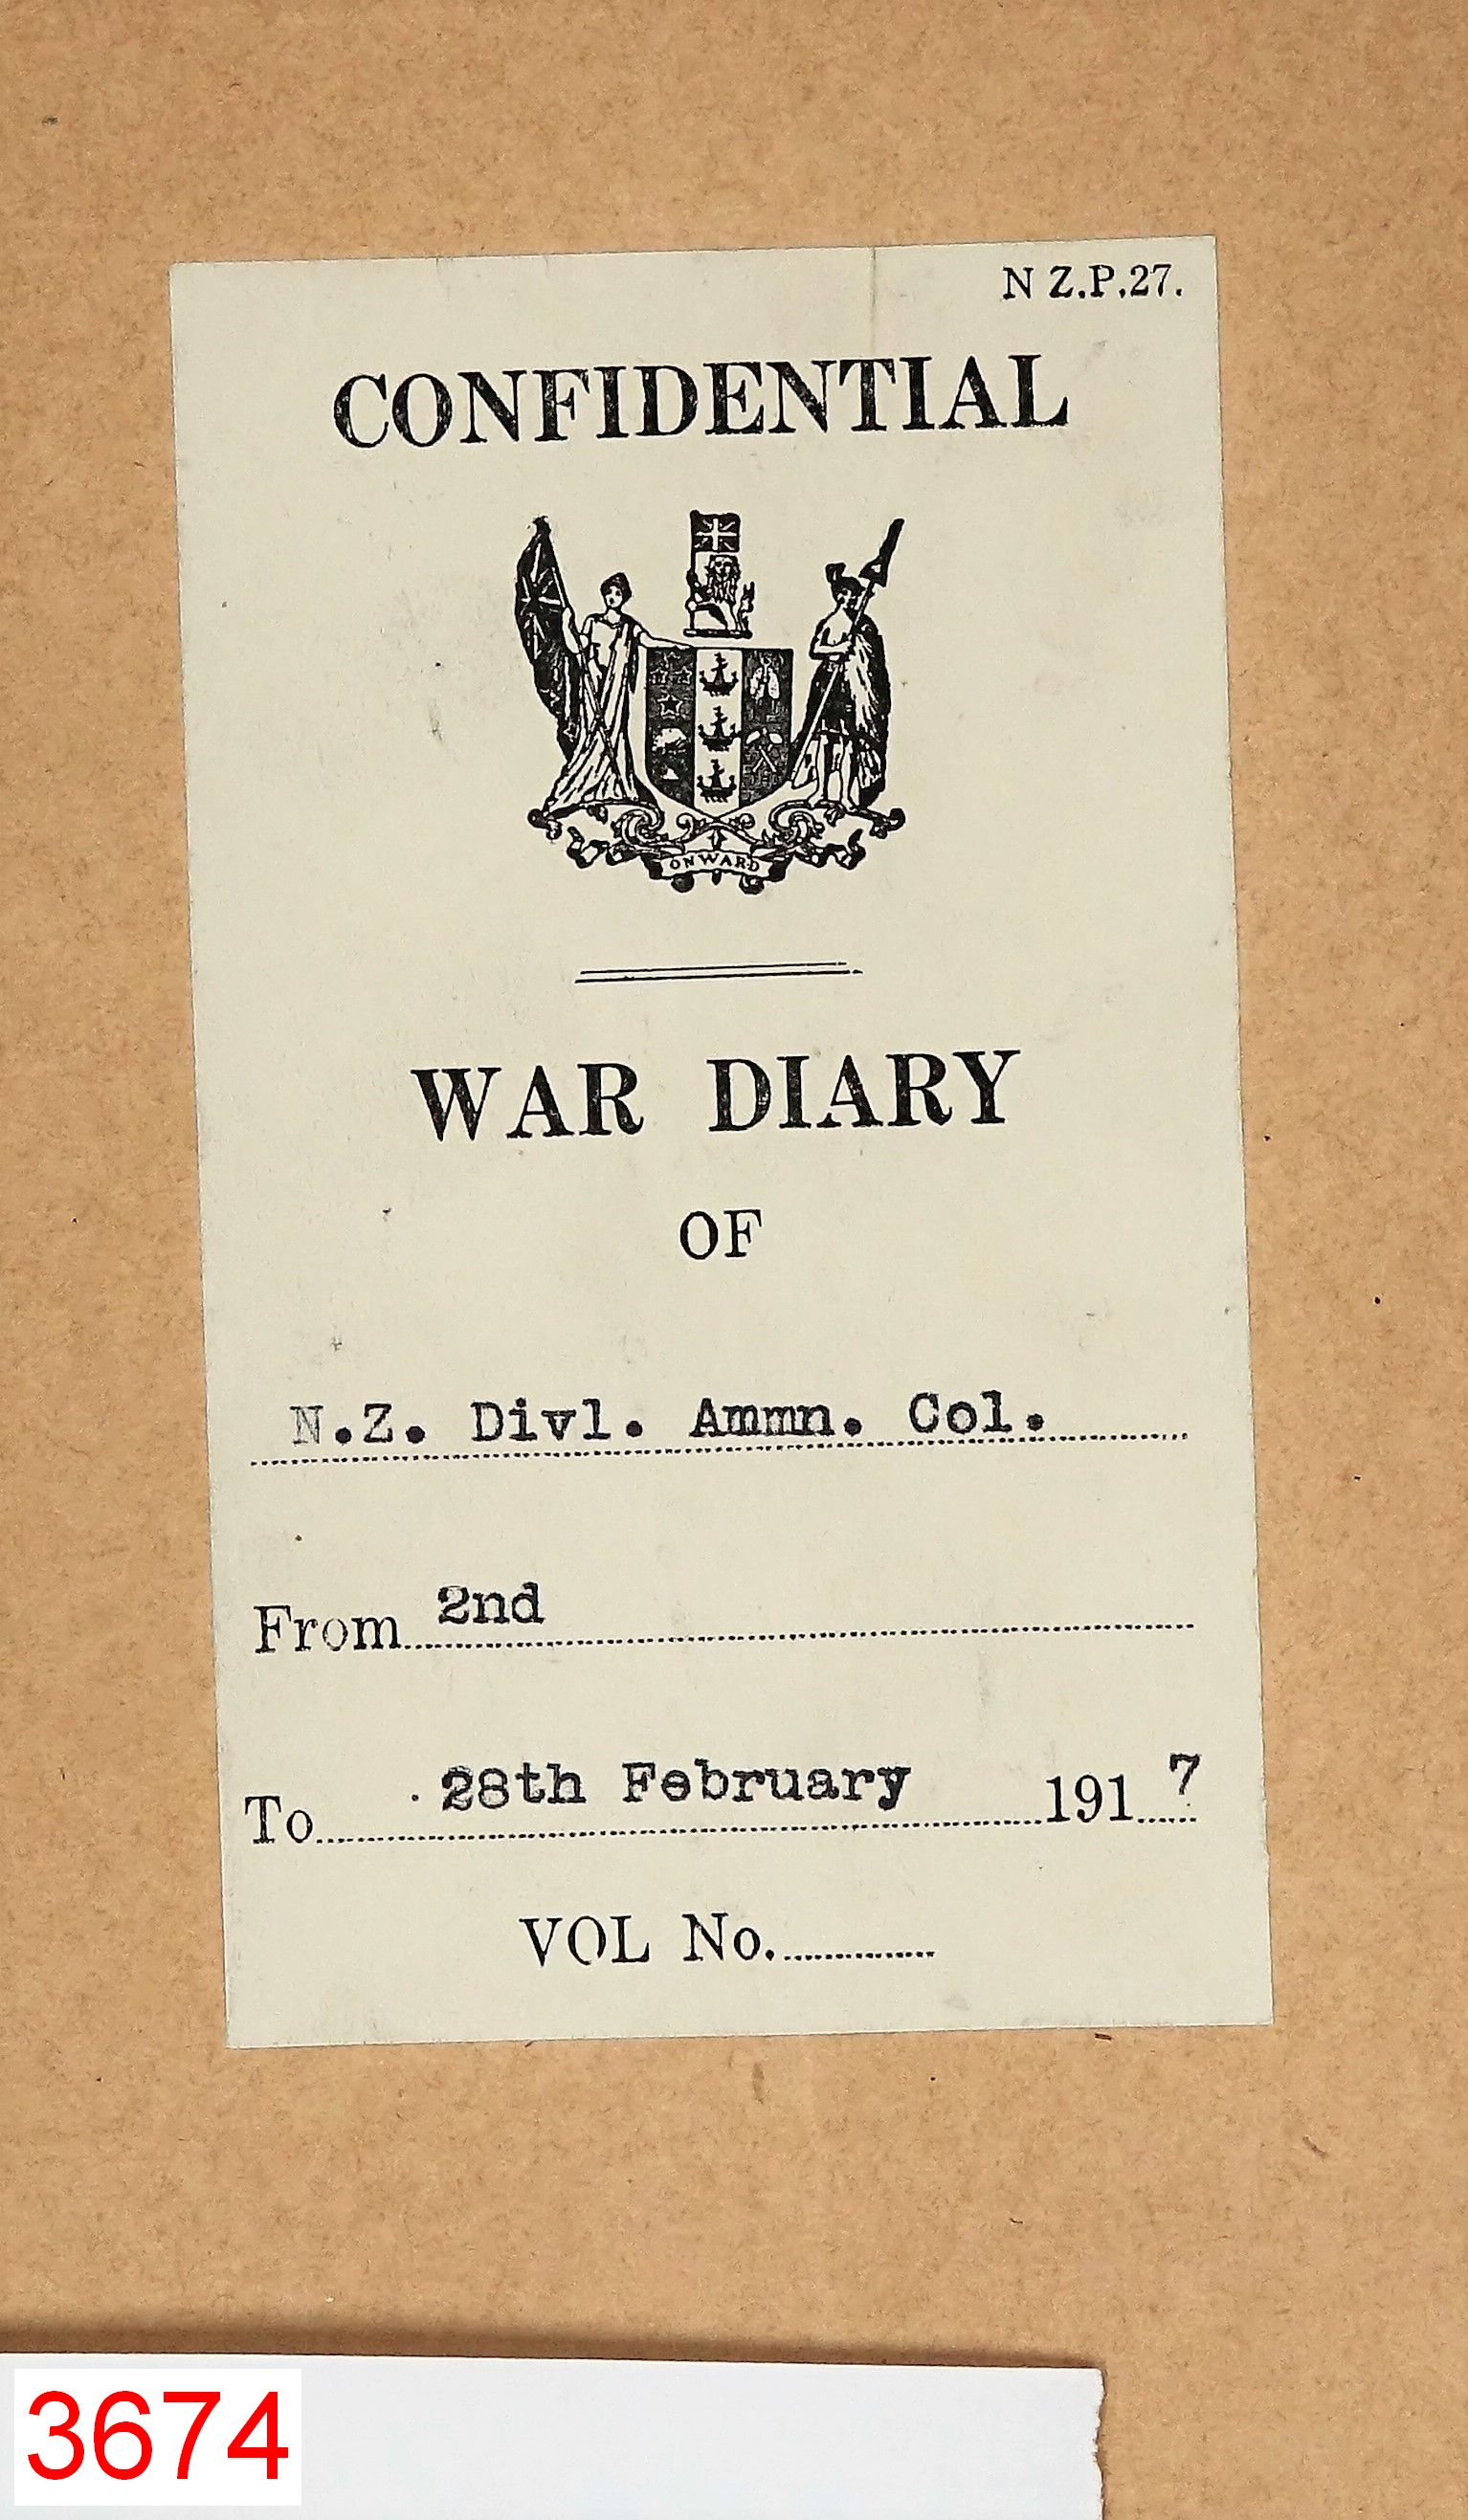 N Z.P.27.
CONFIDENTIAL
ONWARD
WAR DIARY
OF
N.Z. Divl. Ammn. Col.
From 2nd
To 28th February 1917
VOL No.
3674